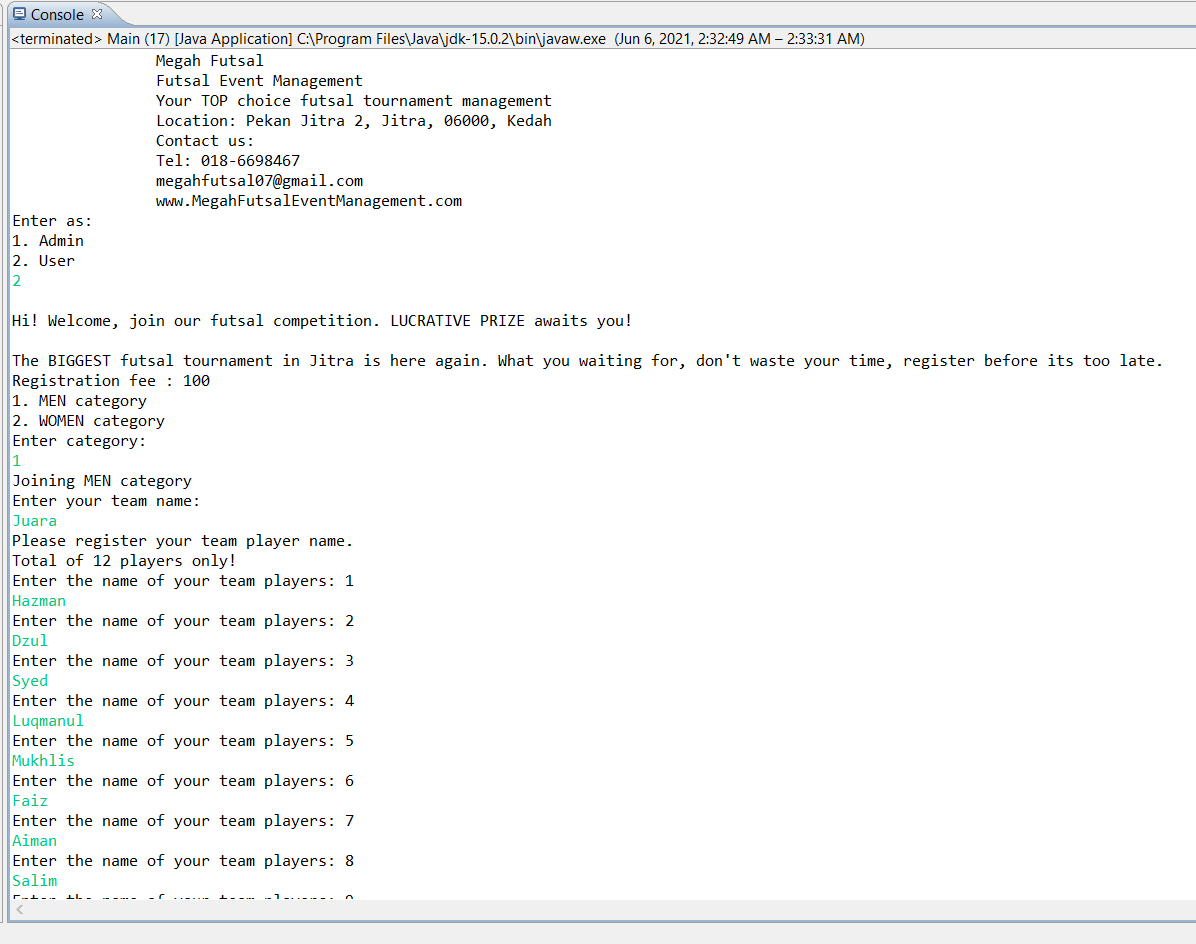 Console
<terminated> Main (17) [Java Application] C:\Program Files\Java\jdk-15.0.2\bin\javaw.exe (Jun 6, 2021, 2:32:49 AM – 2:33:31 AM)
Megah Futsal
Futsal Event Management
Your TOP choice futsal tournament management
Location: Pekan Jitra 2, Jitra, 06000, Kedah
Contact us:
Tel: 018-6698467
megahfutsal07@gmail.com
www.MegahFutsalEventManagement.com
Enter as:
1. Admin
2. User
2
Hi! Welcome, join our futsal competition. LUCRATIVE PRIZE awaits you!
The BIGGEST futsal tournament in Jitra is here again. What you waiting for, don't waste your time, register before its too late.
Registration fee : 100
1. MEN category
2. WOMEN category
Enter category:
1
Joining MEN category
Enter your team name:
Juara
Please register your team player name.
Total of 12 players only!
Enter the name of your team players: 1
Hazman
Enter the name of your team players: 2
Dzul
Enter the name of your team players: 3
Syed
Enter the name of your team players: 4
Luqmanul
Enter the name of your team players: 5
Mukhlis
Enter the name of your team players: 6
Faiz
Enter the name of your team players: 7
Aiman
Enter the name of your team players: 8
Salim